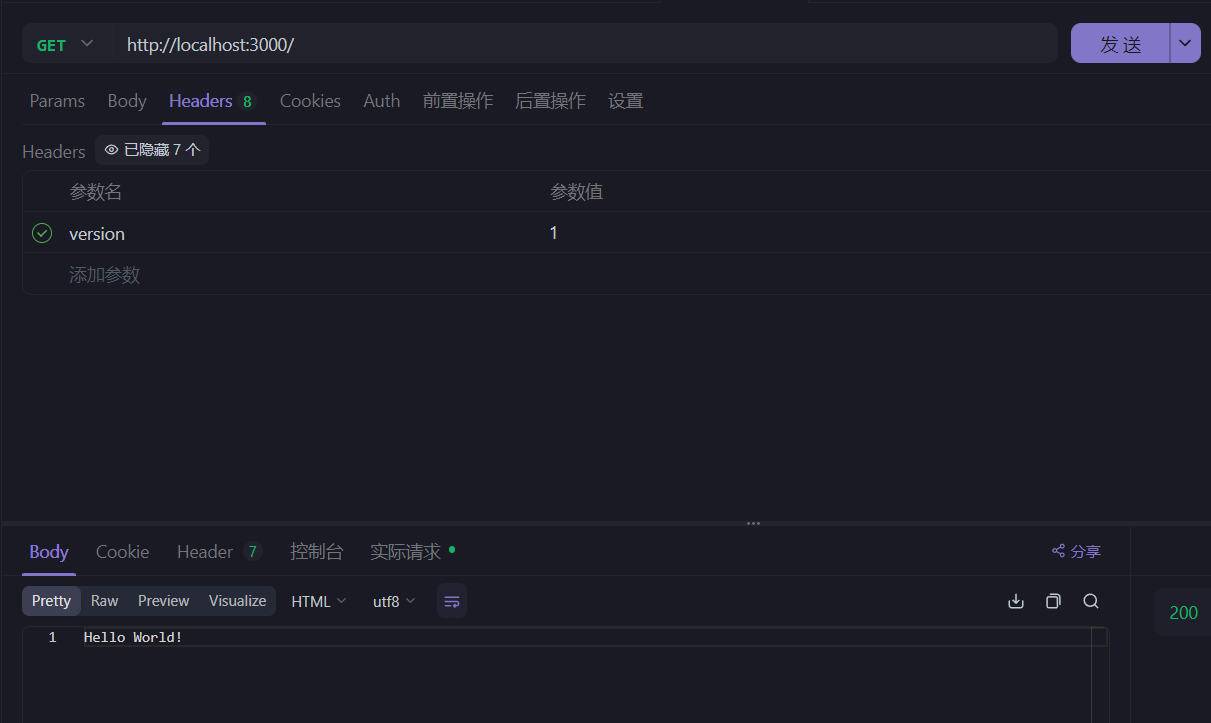 GET http://localhost:3000/ 发 送
Params Body Headers 8 Cookies Auth 前置操作 后置操作 设置
Headers 已隐藏 7 个
参数名 参数值
version 1
添加参数
Body Cookie Header 7 控制台 实际请求 分享
Pretty Raw Preview Visualize HTML utf8
200
1 Hello World!